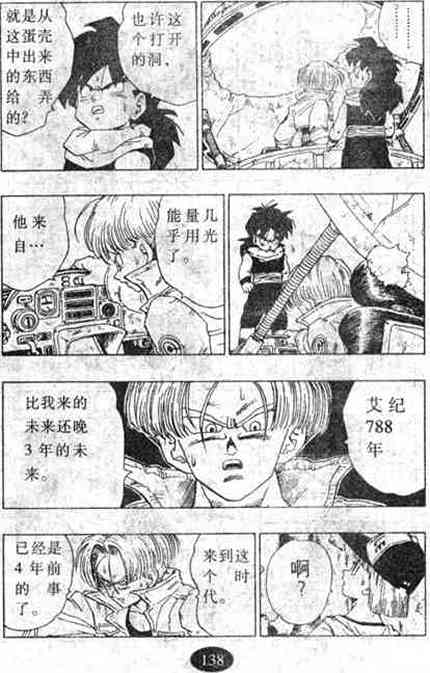 …………
也许这
个打开
的洞、
就是从
这蛋壳
中出来
的东西
给 弄
的?
能量几
乎用光
了。
他来
自…
艾纪
788
年
比我来的
未来还晚
3 年的未
来。
啊
?
来到这
个 时
代。
已经是
4 年前
的 事
了。
138